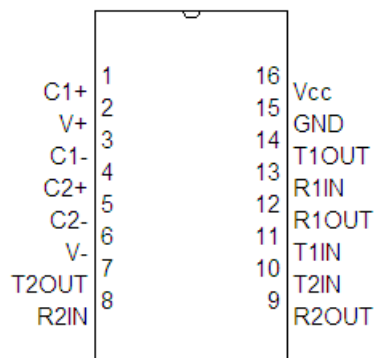 1 16
C1+ Vcc
2 15
V+ GND
3 14
C1- T1OUT
4 13
C2+ R1IN
5 12
C2- R1OUT
6 11
V- T1IN
7 10
T2OUT T2IN
8 9
R2IN R2OUT